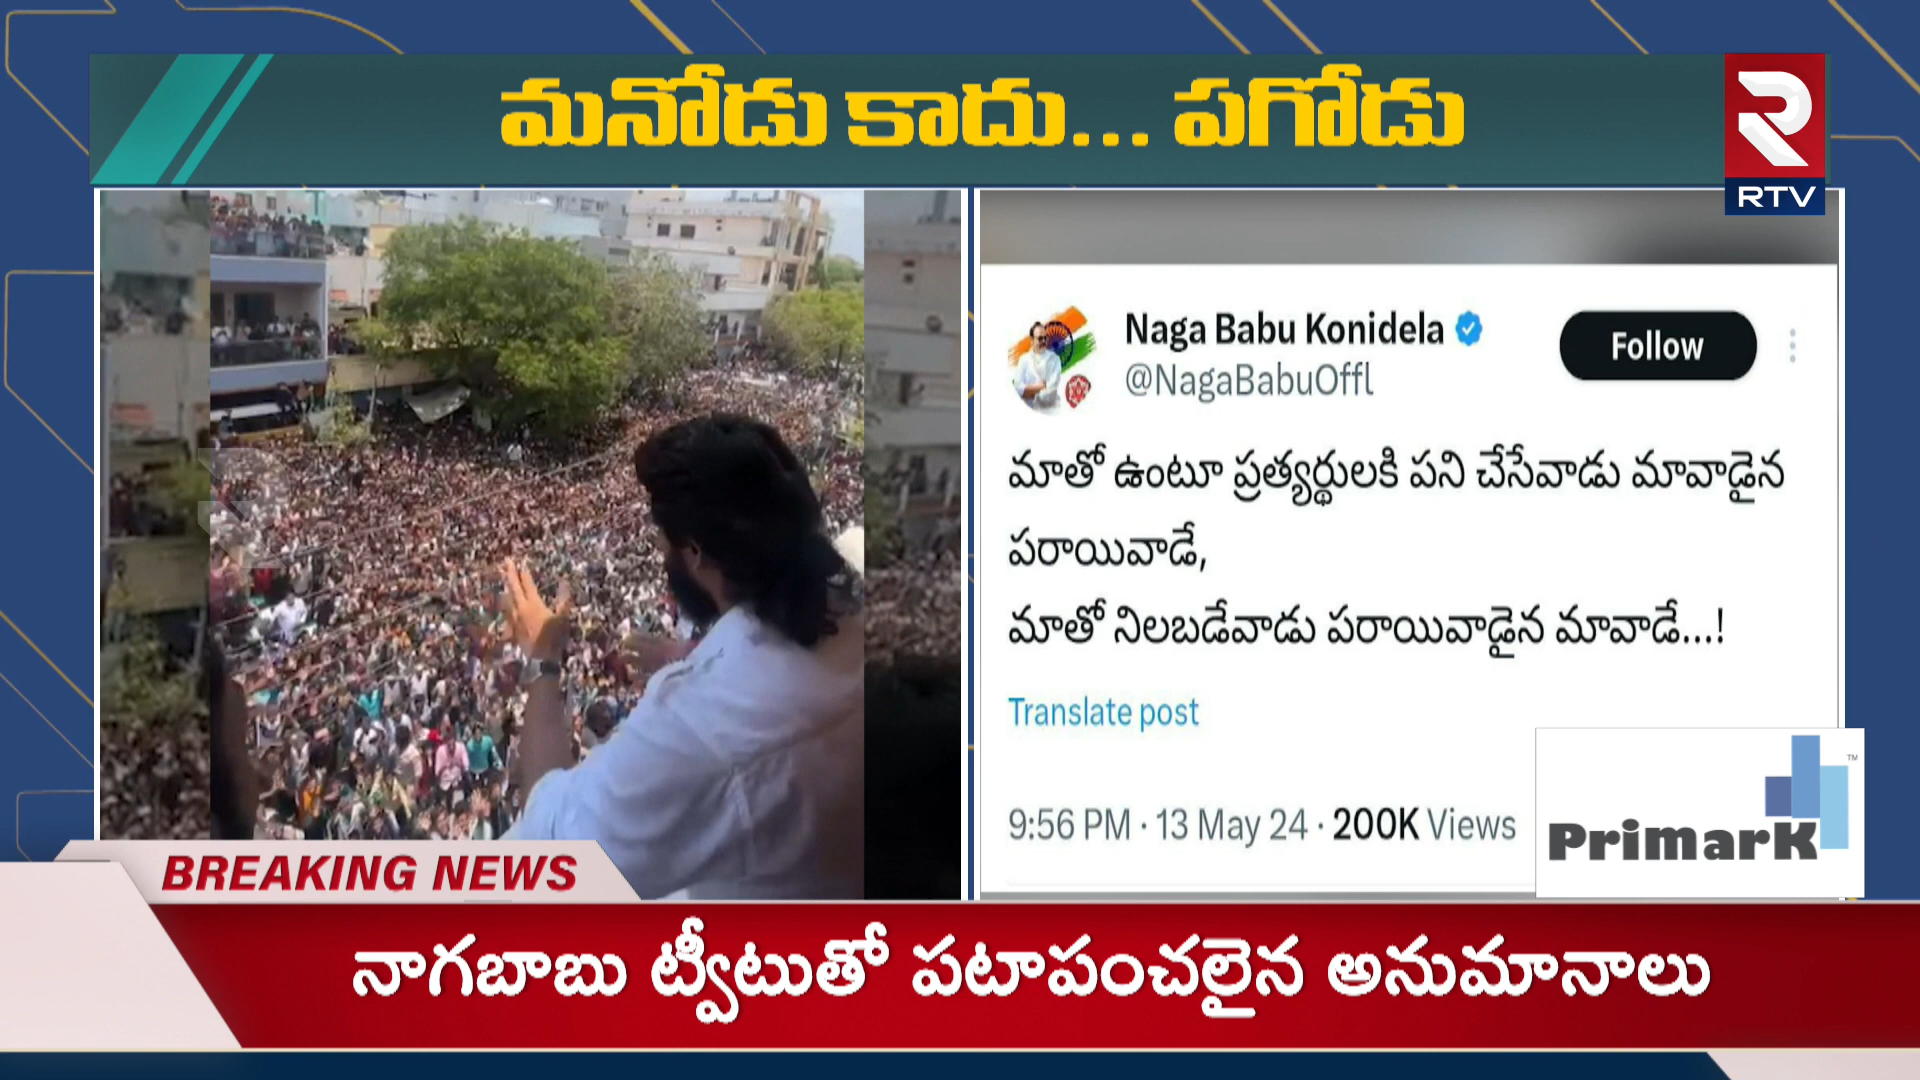 మనోడు కాదు... పగోడు
RTV
Naga Babu Konidela
Follow
@NagaBabuOffl
మాతో ఉంటూ ప్రత్యర్థులకి పని చేసేవాడు మావాడైన
పరాయివాడే,
మాతో నిలబడేవాడు పరాయివాడైన మావాడే...!
Translate post
9:56 PM · 13 May 24 · 200K Views
PrimarK
TM
BREAKING NEWS
నాగబాబు ట్వీటుతో పటాపంచలైన అనుమానాలు